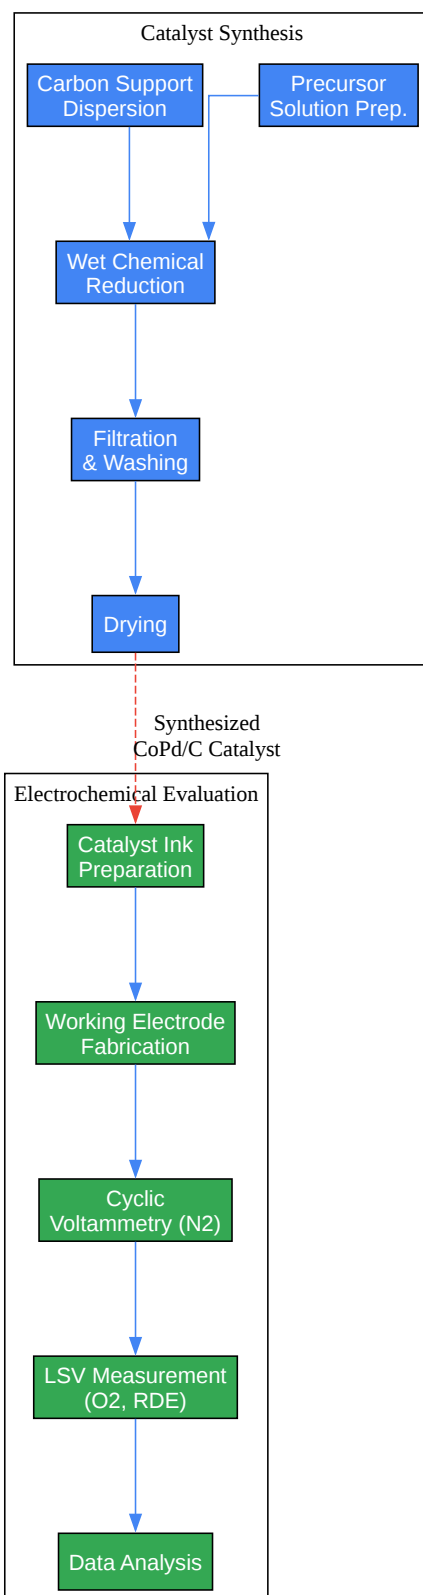 Catalyst Synthesis
Carbon Support
Dispersion
Precursor
Solution Prep.
Wet Chemical
Reduction
Filtration
& Washing
Drying
Synthesized
CoPd/C Catalyst
Electrochemical Evaluation
Catalyst Ink
Preparation
Working Electrode
Fabrication
Cyclic
Voltammetry (N2)
LSV Measurement
(O2, RDE)
Data Analysis